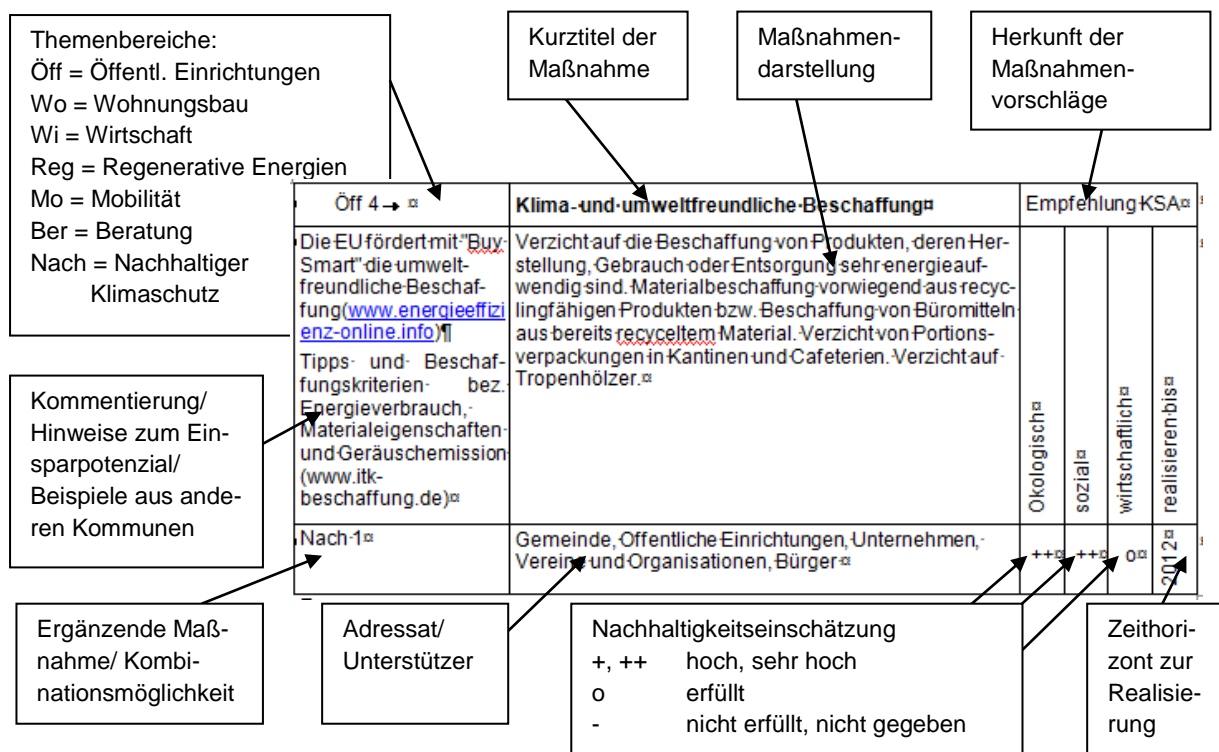 Themenbereiche:
Öff = Öffentl. Einrichtungen
Wo = Wohnungsbau
Wi = Wirtschaft
Reg = Regenerative Energien
Mo = Mobilität
Ber = Beratung
Nach = Nachhaltiger
Klimaschutz
Kurztitel der
Maßnahme
Maßnahmen-
darstellung
Herkunft der
Maßnahmen-
vorschläge
Öff 4→ ¤
Klima-·und·umweltfreundliche·Beschaffung¤
Empfehlung·KSA¤
Die·EU·fördert·mit·"Buy·
Smart"·die·umwelt-
freundliche·Beschaf-
fung(www.energieeffizi
enz-online.info)¶
Tipps· und· Beschaf-
fungskriterien· bez.·
Energieverbrauch,·
Materialeigenschaften·
und·Geräuschemission·
(www.itk-
beschaffung.de)¤
Verzicht·auf·die·Beschaffung·von·Produkten,·deren·Her-
stellung,·Gebrauch·oder·Entsorgung·sehr·energieauf-
wendig·sind.·Materialbeschaffung·vorwiegend·aus·recyc-
lingfähigen·Produkten·bzw.·Beschaffung·von·Büromitteln·
aus·bereits·recyceltem·Material.·Verzicht·von·Portions-
verpackungen·in·Kantinen·und·Cafeterien.·Verzicht·auf·
Tropenhölzer.¤
Ökologisch¤
sozial¤
wirtschaftlich¤
realisieren·bis¤
Nach·1¤
Gemeinde,·Öffentliche·Einrichtungen,·Unternehmen,·
Vereine·und·Organisationen,·Bürger·¤
++¤
++¤
o¤
2012¤
Kommentierung/
Hinweise zum Ein-
sparpotenzial/
Beispiele aus ande-
ren Kommunen
Ergänzende Maß-
nahme/ Kombi-
nationsmöglichkeit
Adressat/
Unterstützer
Nachhaltigkeitseinschätzung
+, ++ hoch, sehr hoch
o erfüllt
- nicht erfüllt, nicht gegeben
Zeithori-
zont zur
Realisie-
rung